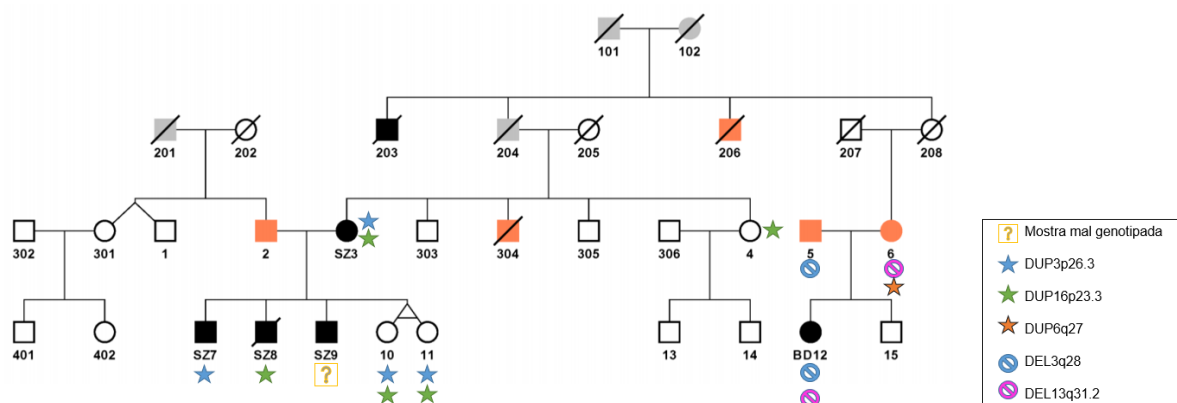 101 102
201 202 203 204 205 206 207 208
302 301 1 2 SZ3 303 304 305 306 4 5 6
401 402 SZ7 SZ8 SZ9 10 11 13 14 BD12 15
?
? Mostra mal genotipada
DUP3p26.3
DUP16p23.3
DUP6q27
DEL3q28
DEL13q31.2